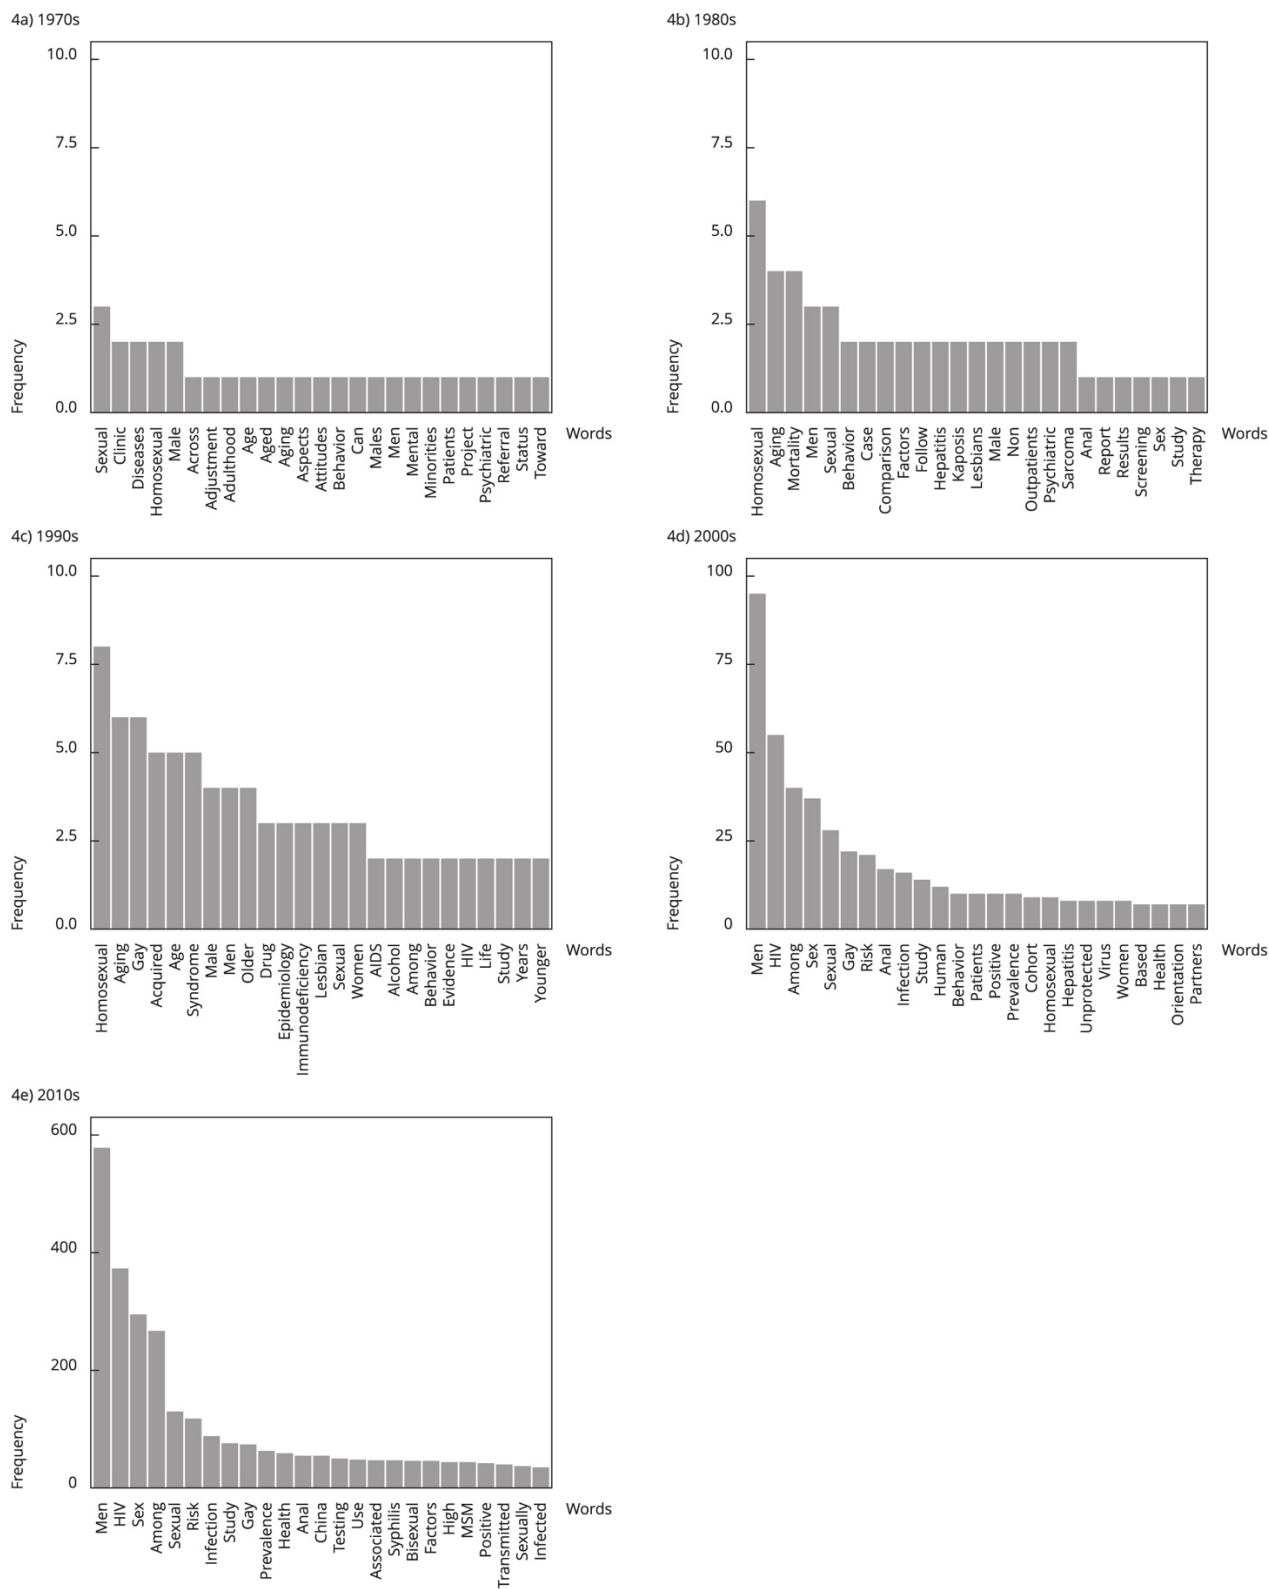 4a) 1970s
10.0
7.5
5.0
2.5
0.0
Frequency
Words
Sexual
Clinic
Diseases
Homosexual
Male
Across
Adjustment
Adulthood
Age
Aged
Aging
Aspects
Attitudes
Behavior
Can
Males
Men
Mental
Minorities
Patients
Project
Psychiatric
Referral
Status
Toward
4b) 1980s
10.0
7.5
5.0
2.5
0.0
Frequency
Words
Homosexual
Aging
Mortality
Men
Sexual
Behavior
Case
Comparison
Factors
Follow
Hepatitis
Kaposis
Lesbians
Male
Non
Outpatients
Psychiatric
Sarcoma
Anal
Report
Results
Screening
Sex
Study
Therapy
4c) 1990s
10.0
7.5
5.0
2.5
0.0
Frequency
Words
Homosexual
Aging
Gay
Acquired
Age
Syndrome
Male
Men
Older
Drug
Epidemiology
Immunodeficiency
Lesbian
Sexual
Women
AIDS
Alcohol
Among
Behavior
Evidence
HIV
Life
Study
Years
Younger
4d) 2000s
100
75
50
25
0
Frequency
Words
Men
HIV
Among
Sex
Sexual
Gay
Risk
Anal
Infection
Study
Human
Behavior
Patients
Positive
Prevalence
Cohort
Homosexual
Hepatitis
Unprotected
Virus
Women
Based
Health
Orientation
Partners
4e) 2010s
600
400
200
0
Frequency
Words
Men
HIV
Sex
Among
Sexual
Risk
Infection
Study
Gay
Prevalence
Health
Anal
China
Testing
Use
Associated
Syphilis
Bisexual
Factors
High
MSM
Positive
Transmitted
Sexually
Infected